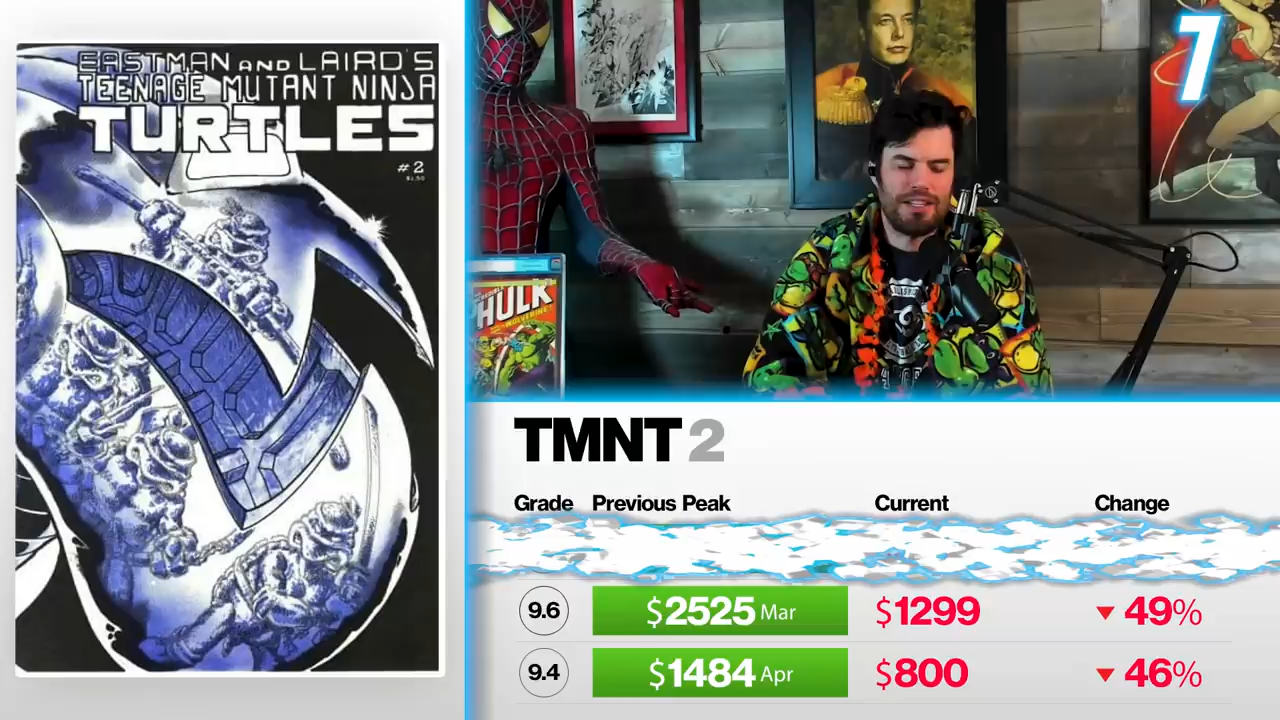 EASTMAN AND LAIRD'S
TEENAGE MUTANT NINJA
TURTLES
#2
$1.50
7
HULK
TMNT 2
Grade Previous Peak Current Change
9.6 $2525 Mar $1299 ▼ 49%
9.4 $1484 Apr $800 ▼ 46%